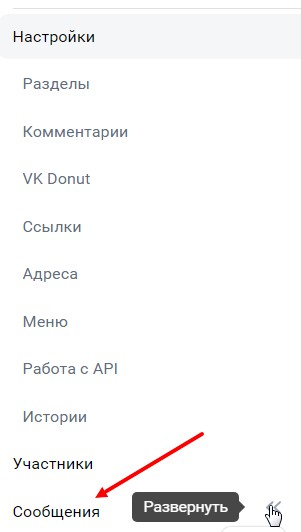 Настройки
Разделы
Комментарии
VK Donut
Ссылки
Адреса
Меню
Работа с API
Истории
Участники
Сообщения
Развернуть